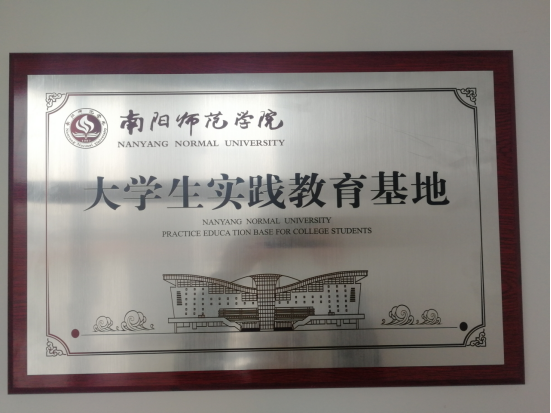 南阳师范学院
NANYANG NORMAL UNIVERSITY
大学生实践教育基地
NANYANG NORMAL UNIVERSITY
PRACTICE EDUCATION BASE FOR COLLEGE STUDENTS